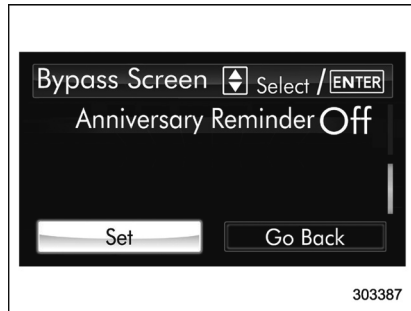 Bypass Screen Select / ENTER
Anniversary Reminder Off
Set Go Back
303387